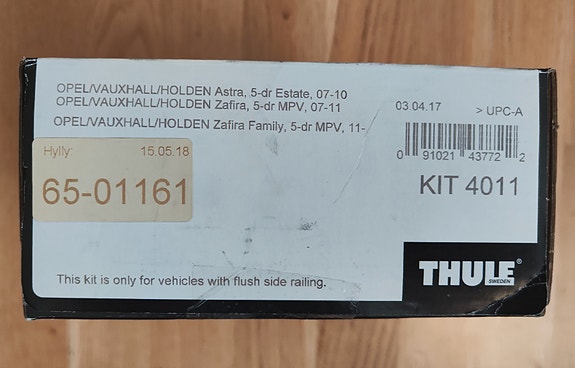 OPEL/VAUXHALL/HOLDEN Astra, 5-dr Estate, 07-10
OPEL/VAUXHALL/HOLDEN Zafira, 5-dr MPV, 07-11
OPEL/VAUXHALL/HOLDEN Zafira Family, 5-dr MPV, 11-
03.04.17 > UPC-A
0 91021 43772 2
KIT 4011
Hylly: 15.05.18
65-01161
This kit is only for vehicles with flush side railing.
THULE®
SWEDEN